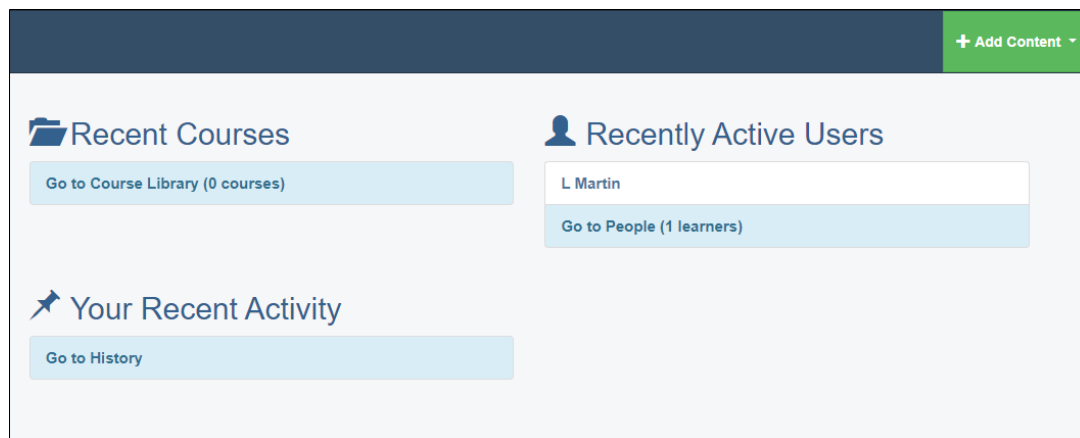 Add Content
Recent Courses
Go to Course Library (0 courses)
Recently Active Users
L Martin
Go to People (1 learners)
Your Recent Activity
Go to History